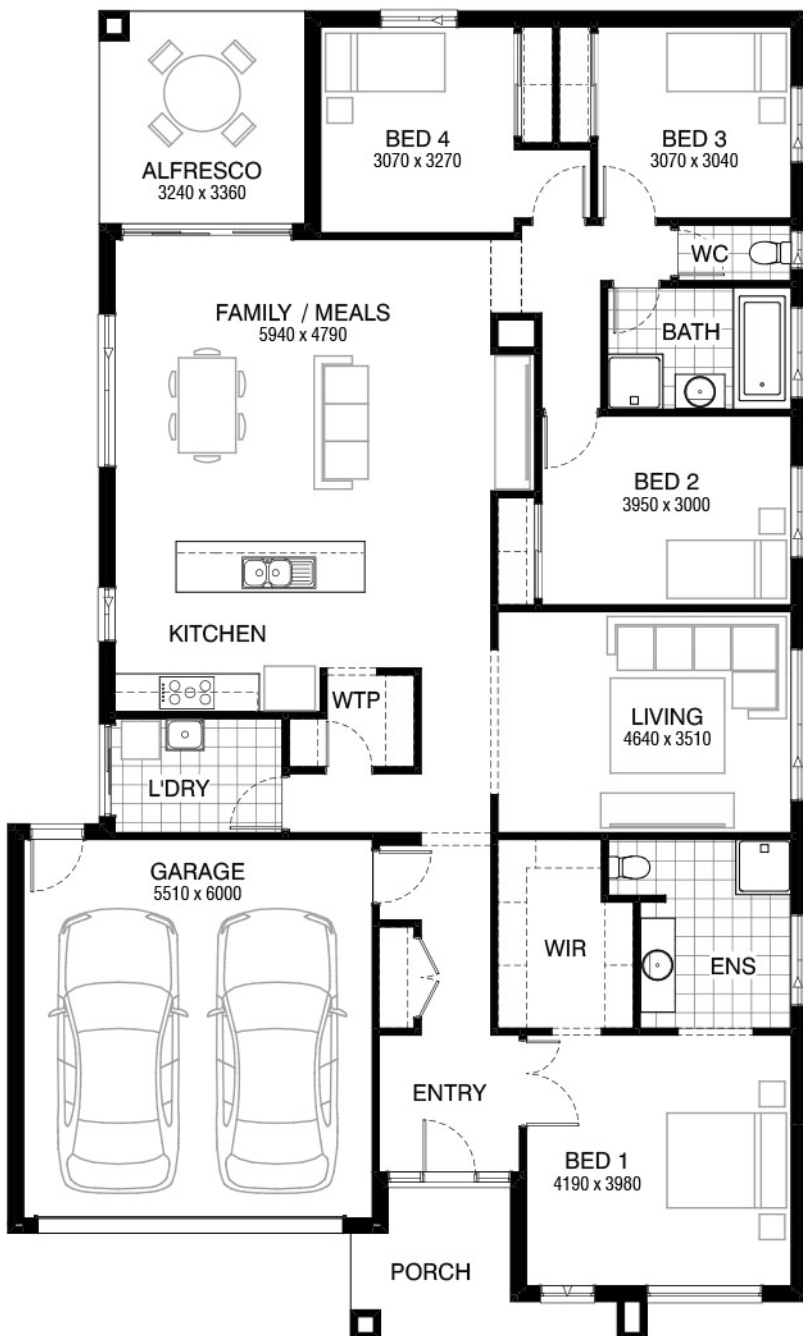 ALFRESCO
3240 x 3360
BED 4
3070 x 3270
BED 3
3070 x 3040
WC
BATH
FAMILY / MEALS
5940 x 4790
BED 2
3950 x 3000
KITCHEN
WTP
LIVING
4640 x 3510
L'DRY
GARAGE
5510 x 6000
WIR
ENS
ENTRY
BED 1
4190 x 3980
PORCH